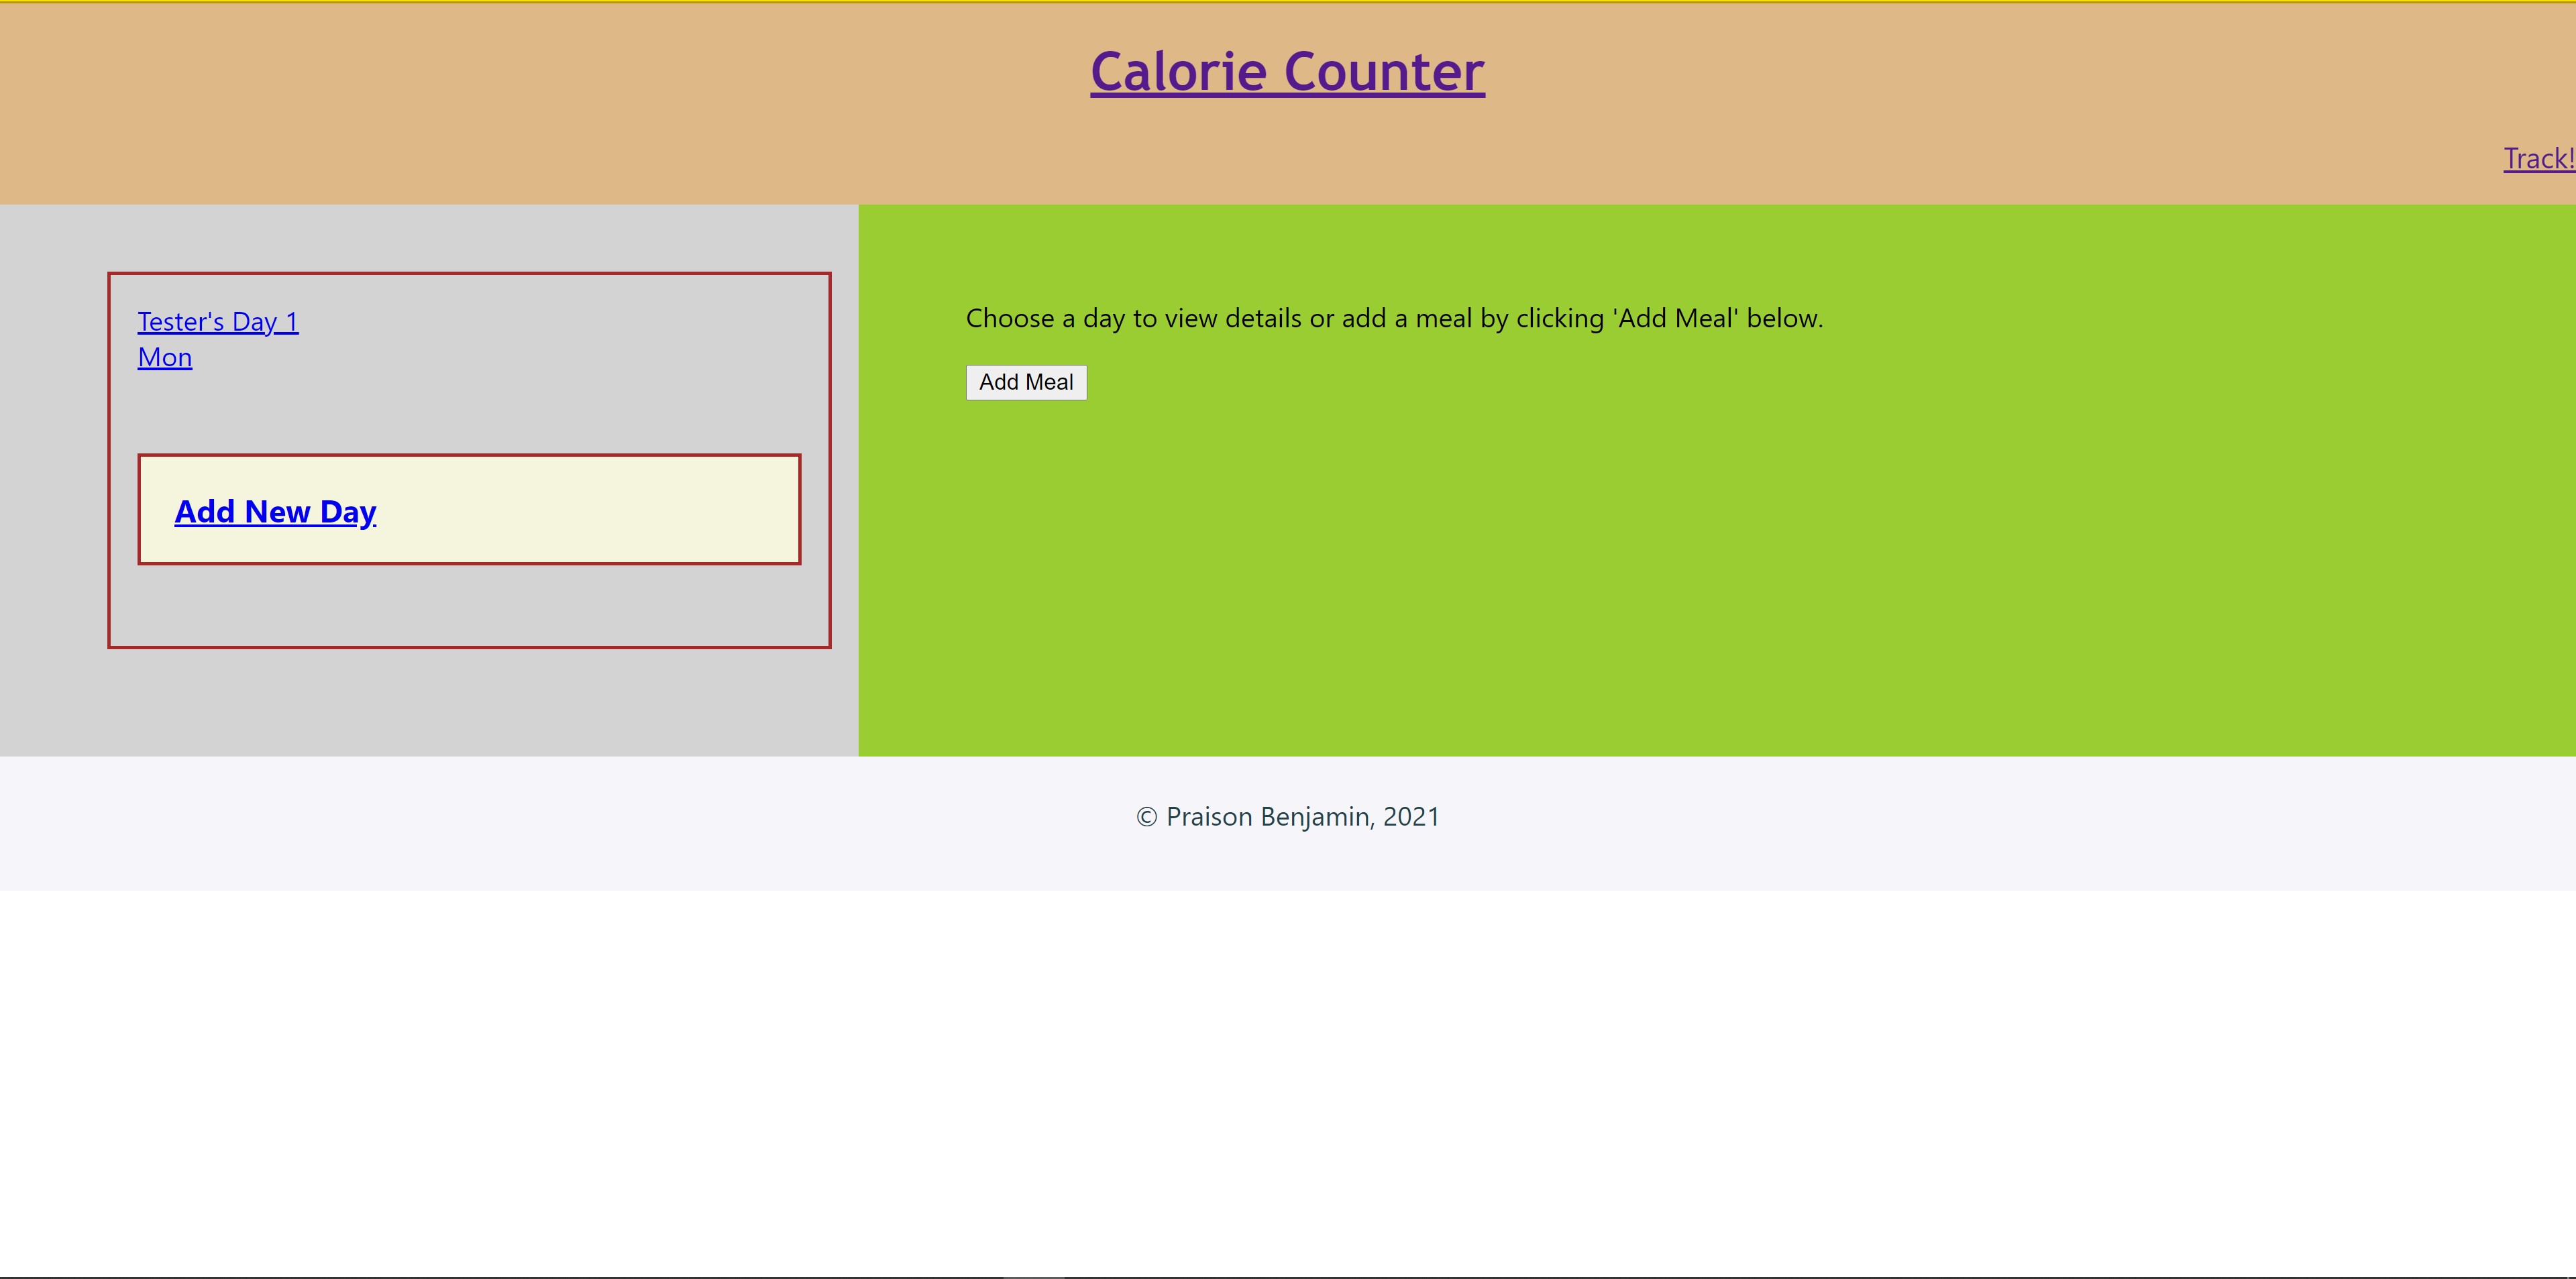 Calorie Counter
Track!
Tester's Day 1
Mon
Add New Day
Choose a day to view details or add a meal by clicking 'Add Meal' below.
Add Meal
© Praison Benjamin, 2021